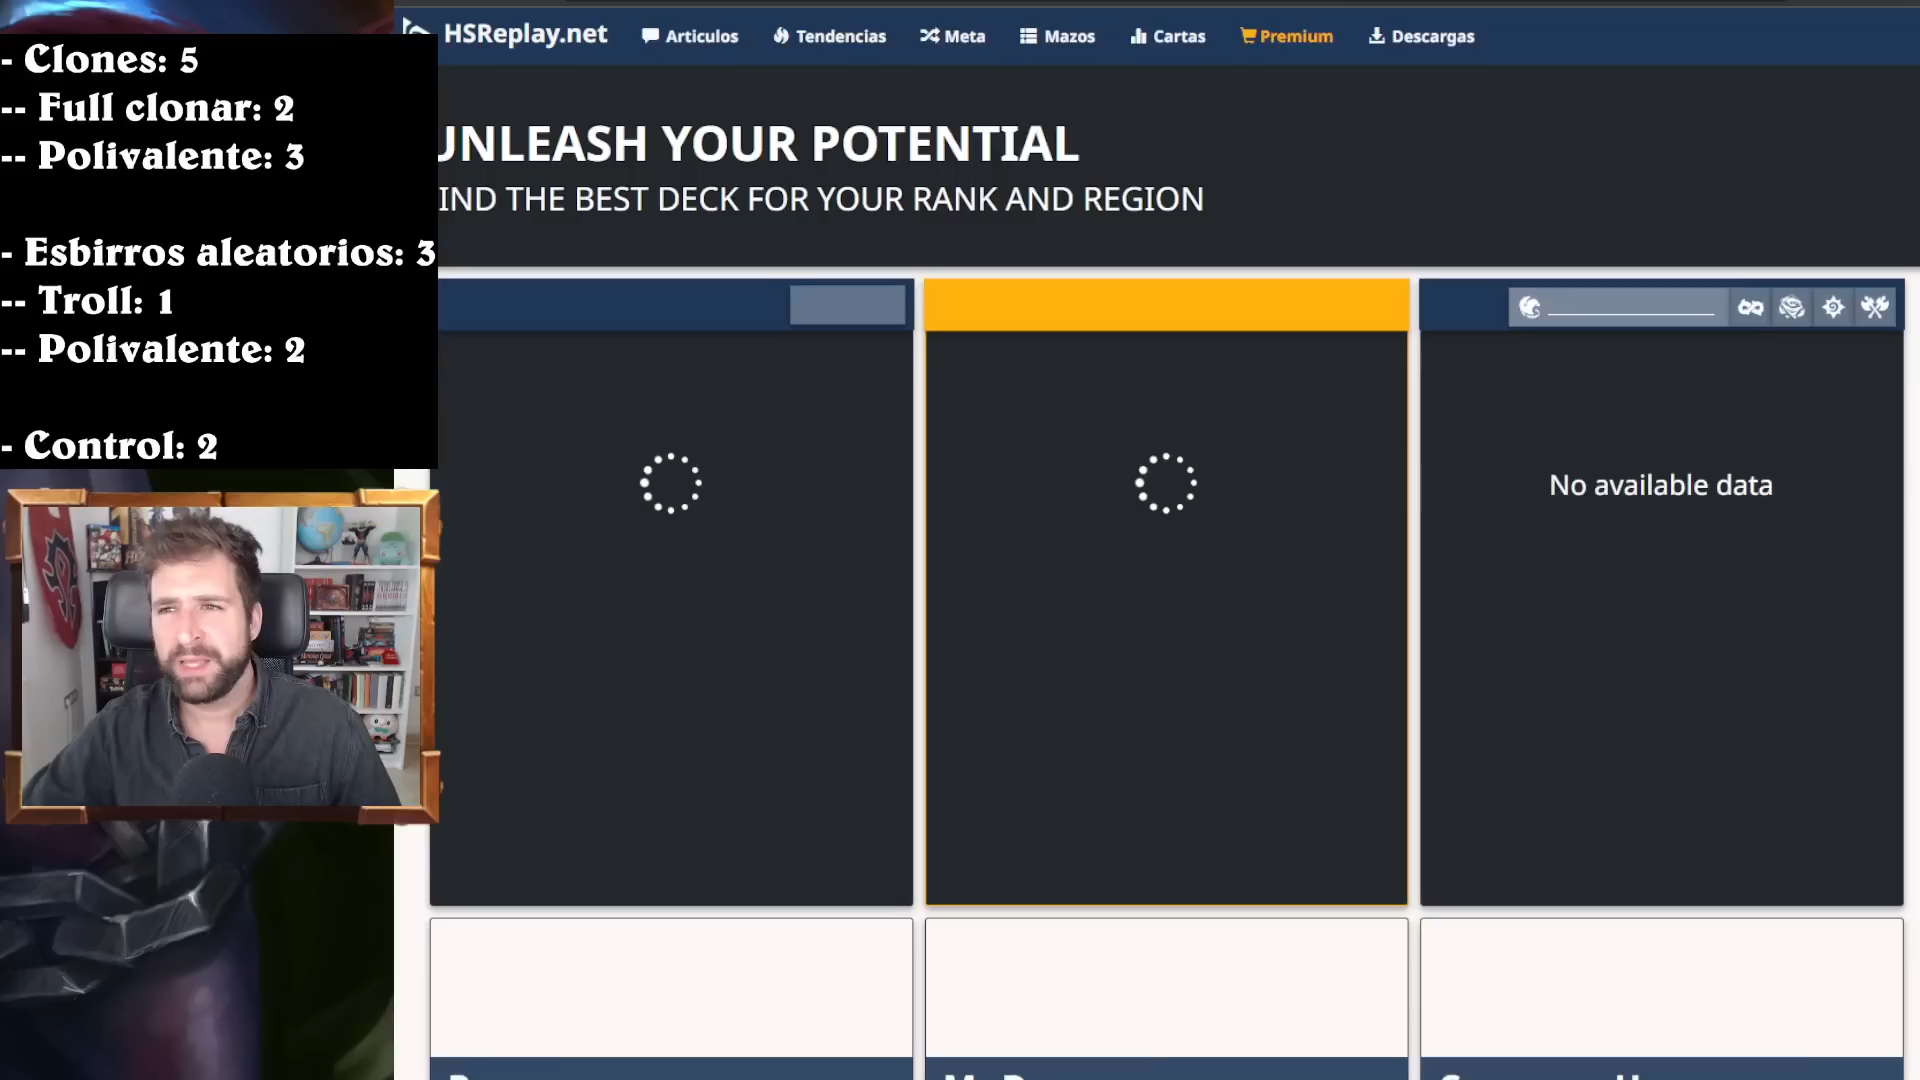 HSReplay.net Articulos Tendencias Meta Mazos Cartas Premium Descargas
- Clones: 5
-- Full clonar: 2
-- Polivalente: 3
- Esbirros aleatorios: 3
-- Troll: 1
-- Polivalente: 2
- Control: 2
UNLEASH YOUR POTENTIAL
IND THE BEST DECK FOR YOUR RANK AND REGION
No available data